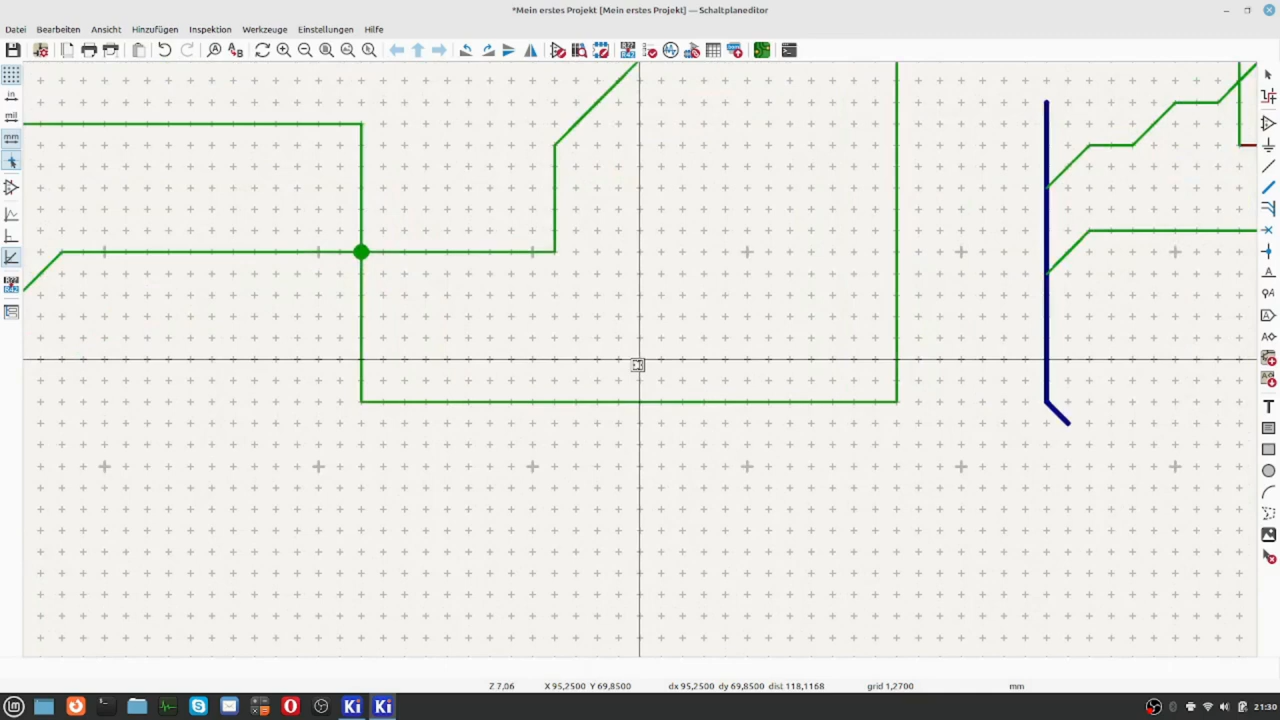 *Mein erstes Projekt [Mein erstes Projekt] — Schaltplaneditor
Datei Bearbeiten Ansicht Hinzufügen Inspektion Werkzeuge Einstellungen Hilfe
in
mil
mm
Z 7,06 X 95,2500 Y 69,8500 dx 95,2500 dy 69,8500 dist 118,1168 grid 1,2700 mm
Ki Ki 21:30